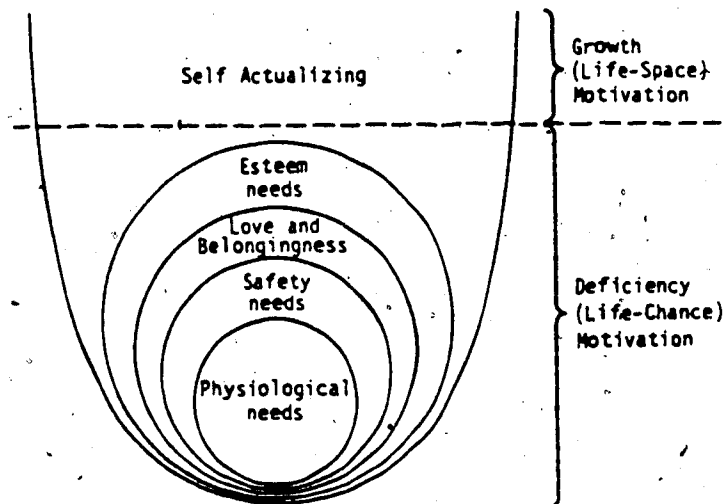 Growth
Self Actualizing
(Life-Space)
Motivation
Esteem
needs
Love and
Belongingness
Safety
needs
Deficiency
(Life-Chance)
Motivation
Physiological
needs